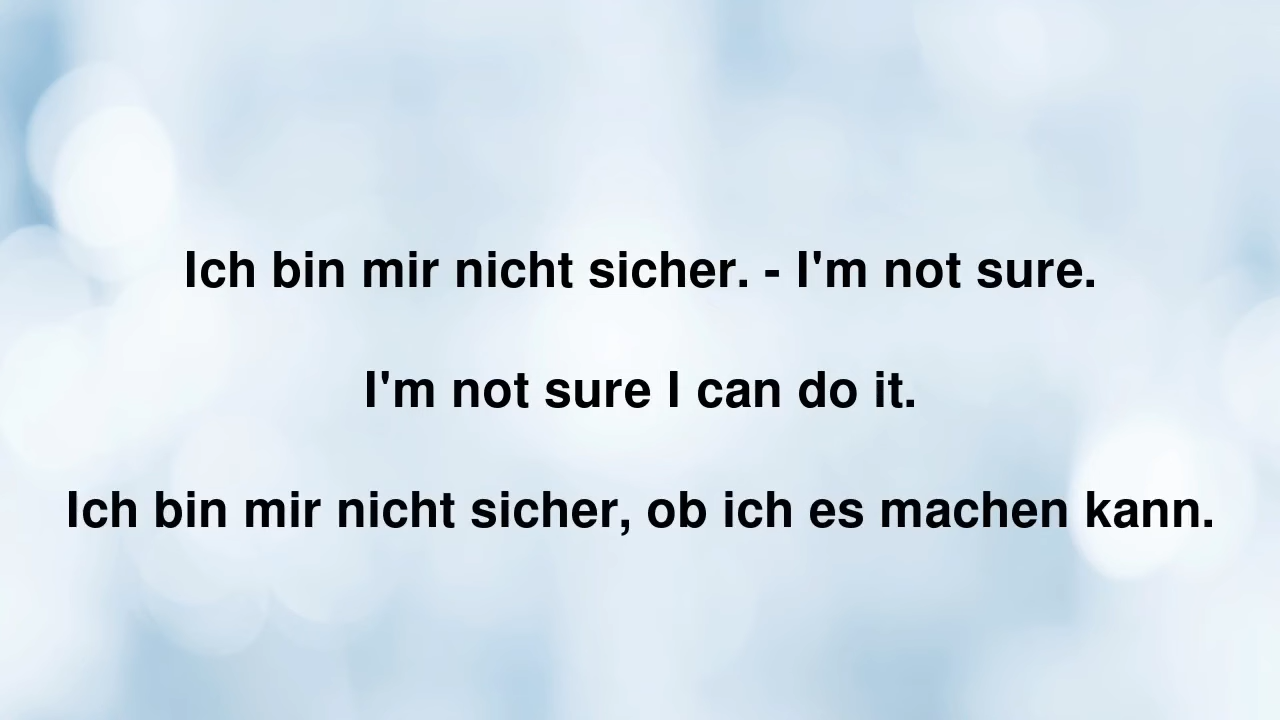 Ich bin mir nicht sicher. - I'm not sure.
I'm not sure I can do it.
Ich bin mir nicht sicher, ob ich es machen kann.